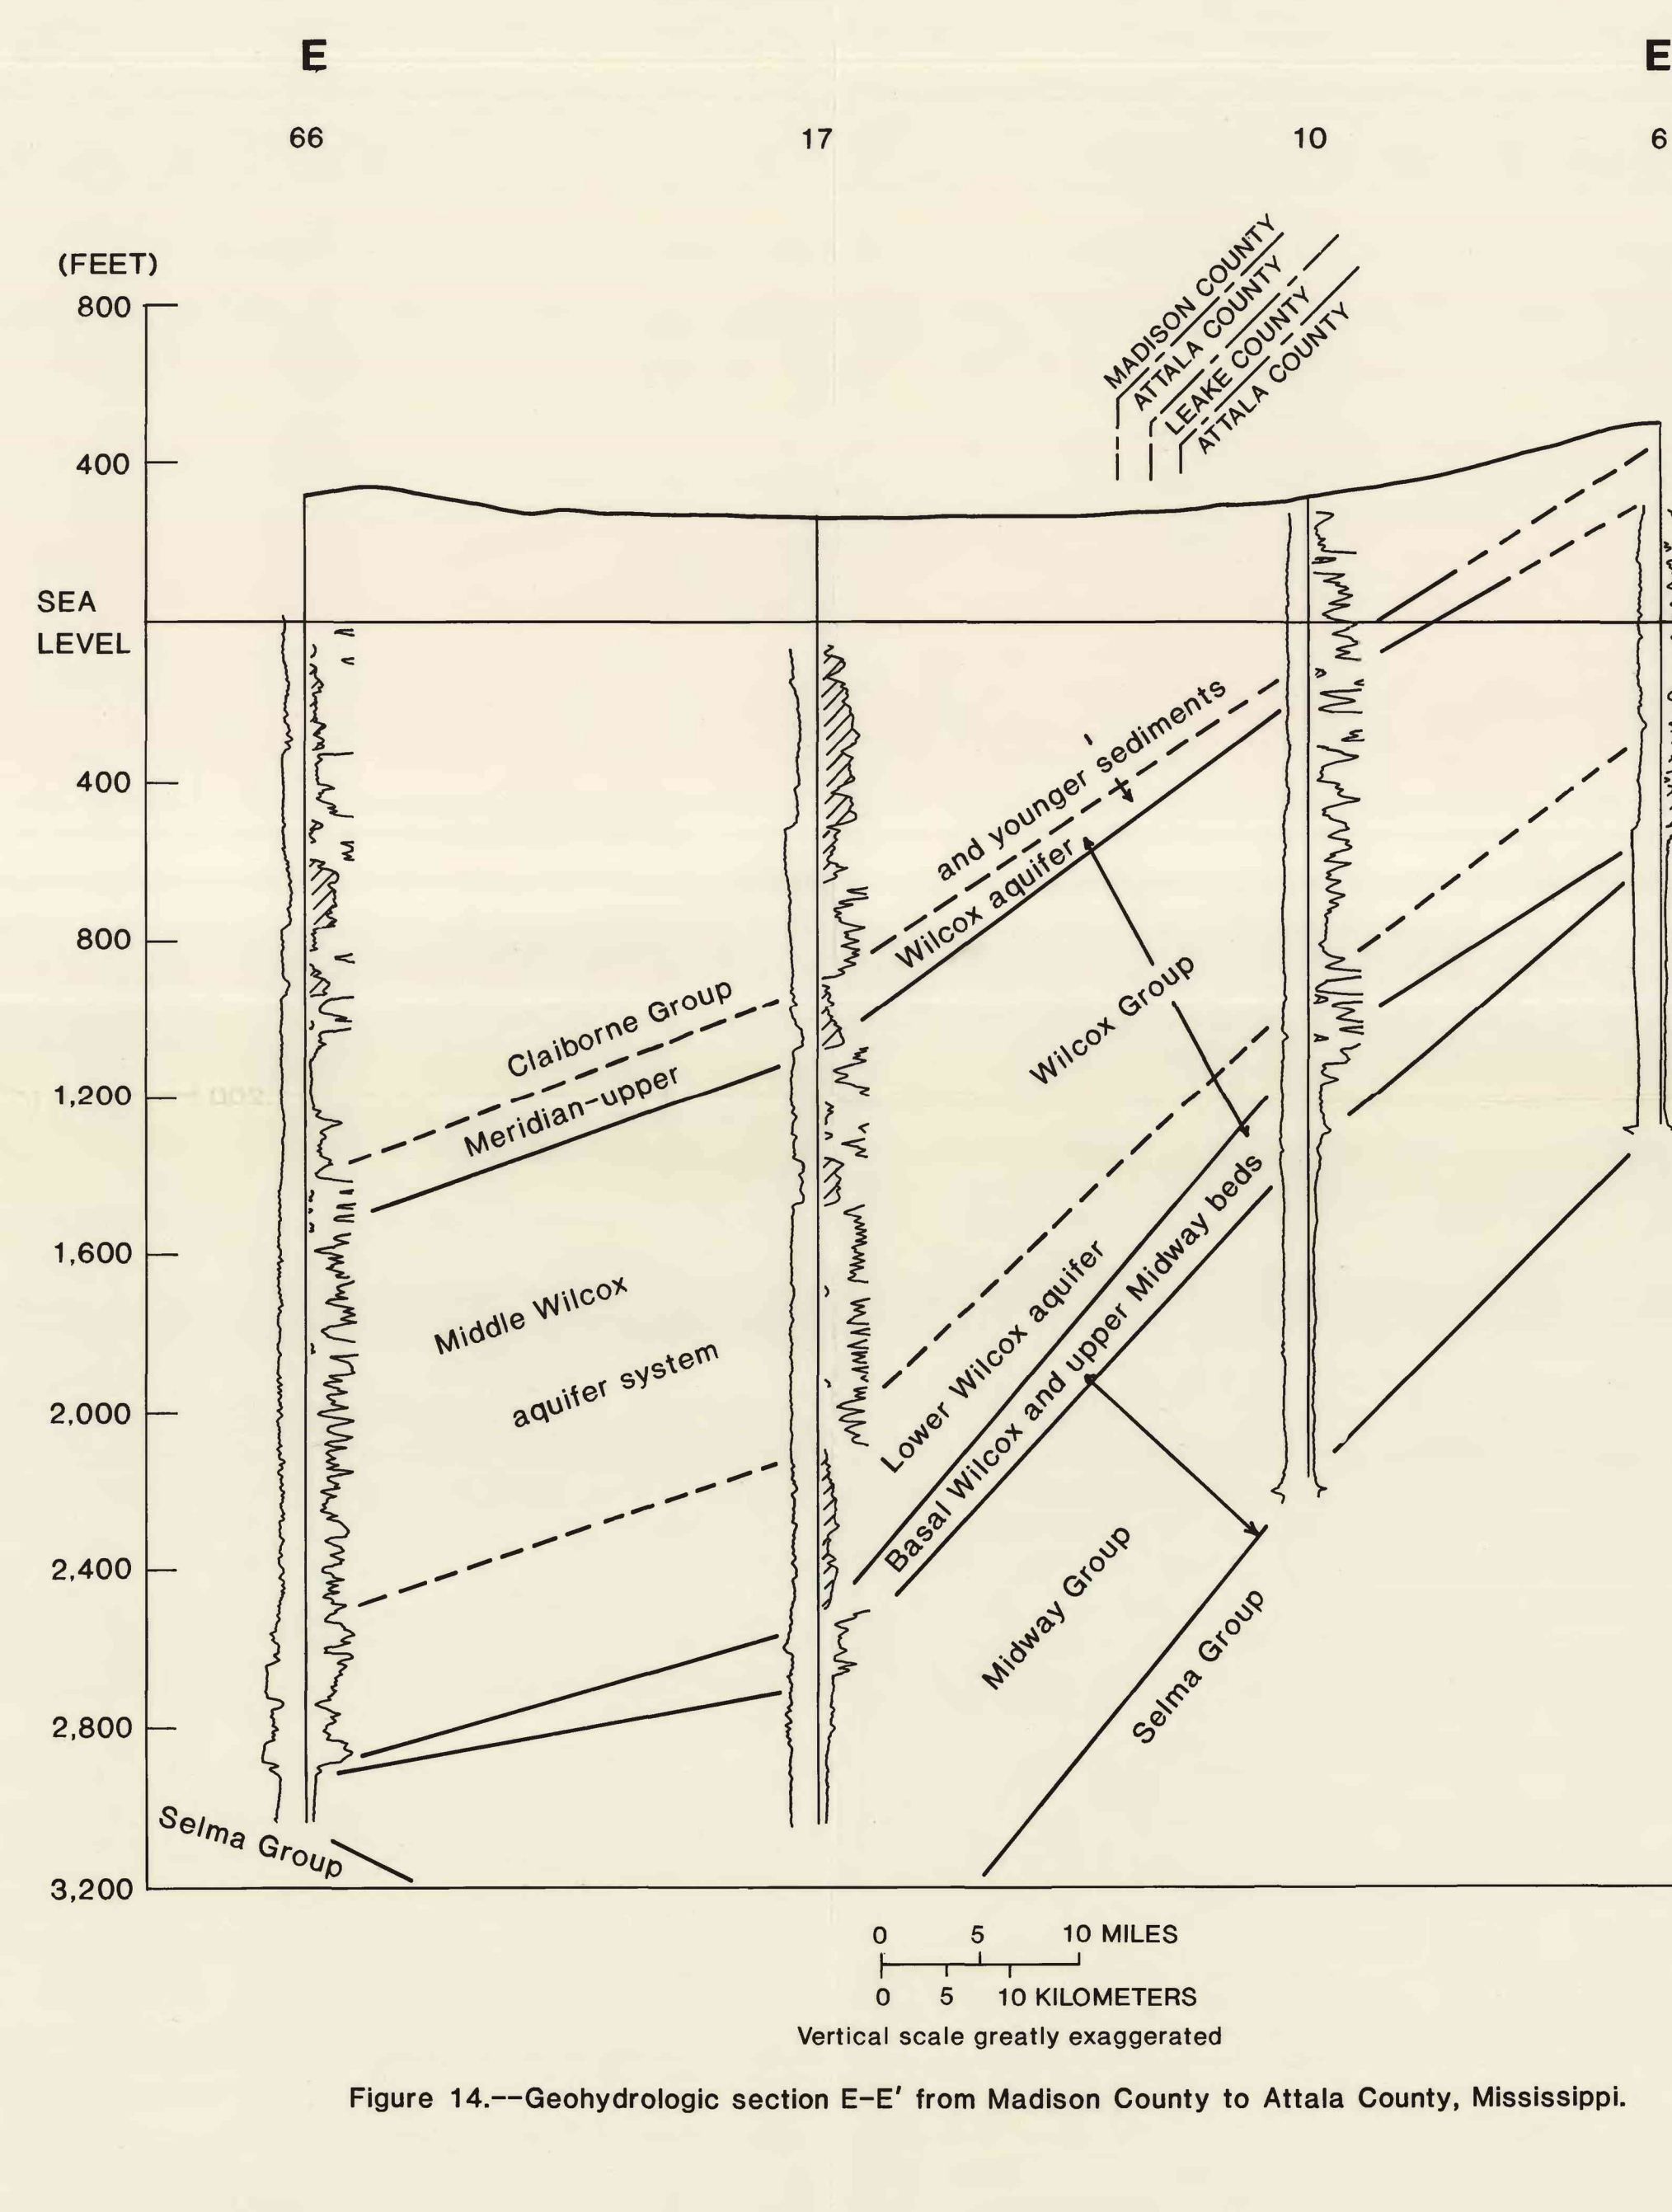 E
E
66
17
10
6
(FEET)
800
400
SEA
LEVEL
400
800
1,200
1,600
2,000
2,400
2,800
3,200
MADISON COUNTY
ATTALA COUNTY
LEAKE COUNTY
ATTALA COUNTY
Claiborne Group
and younger sediments
Meridian-upper
Wilcox aquifer
Wilcox Group
Middle Wilcox
aquifer system
Lower Wilcox aquifer
Basal Wilcox and upper Midway beds
Midway Group
Selma Group
Selma Group
0 5 10 MILES
0 5 10 KILOMETERS
Vertical scale greatly exaggerated
Figure 14.--Geohydrologic section E-E' from Madison County to Attala County, Mississippi.